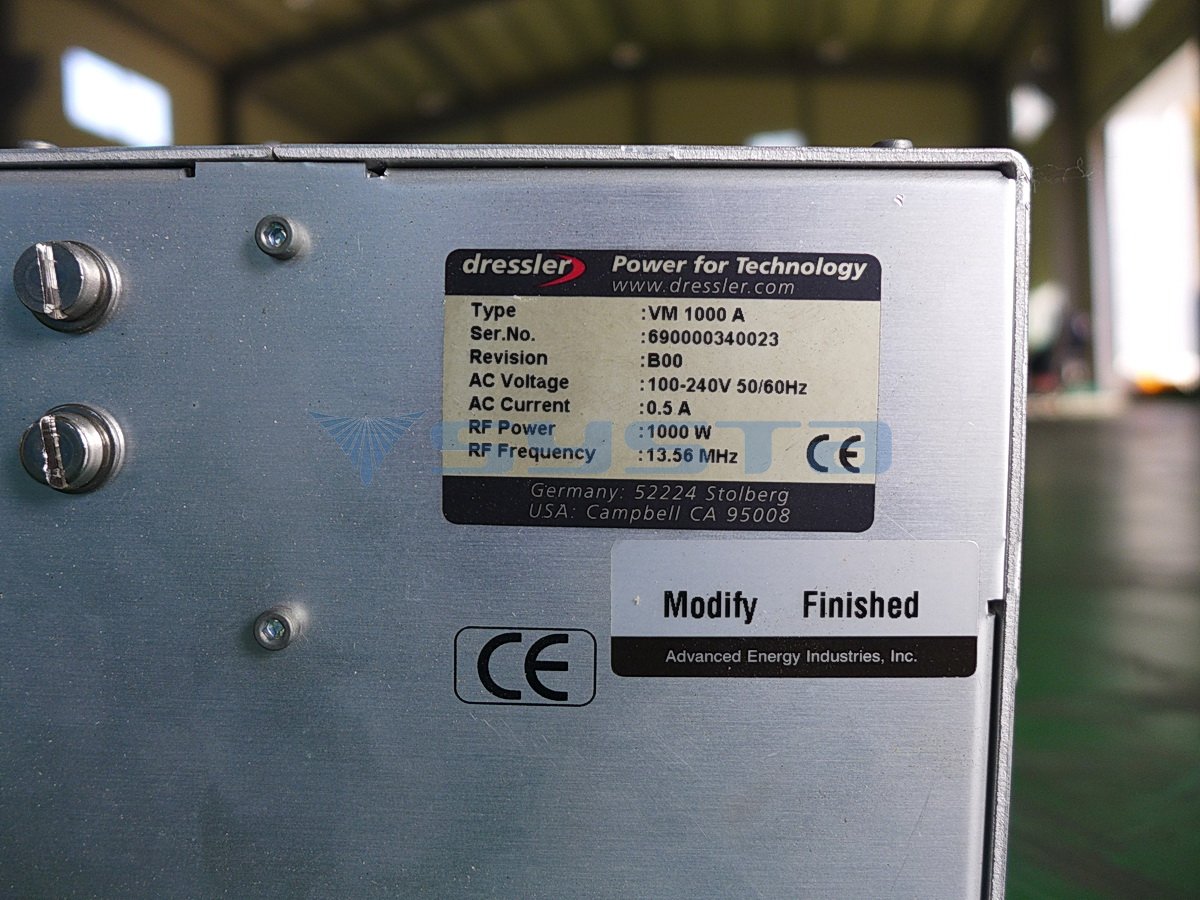 dressler Power for Technology
www.dressler.com
Type :VM 1000 A
Ser.No. :690000340023
Revision :B00
AC Voltage :100-240V 50/60Hz
AC Current :0.5 A
RF Power :1000 W
RF Frequency :13.56 MHz
CE
SYSTA
Germany: 52224 Stolberg
USA: Campbell CA 95008
Modify Finished
Advanced Energy Industries, Inc.
CE